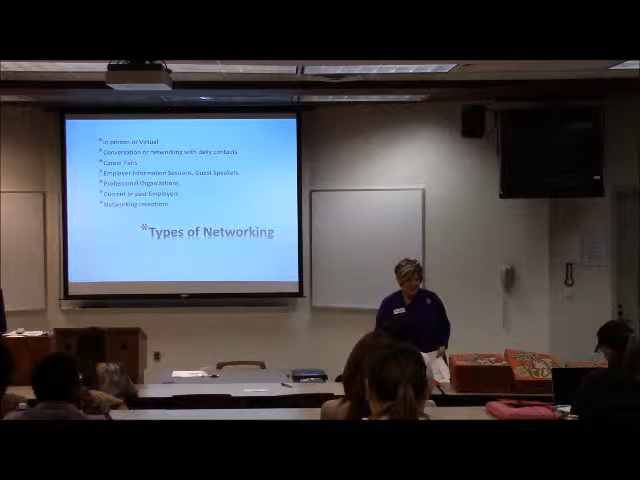 *In person or Virtual
*Conversation or networking with daily contacts
*Career Fairs
*Employer Information Sessions, Guest Speakers
*Professional Organizations
*Current or past Employers
*Networking receptions
*Types of Networking